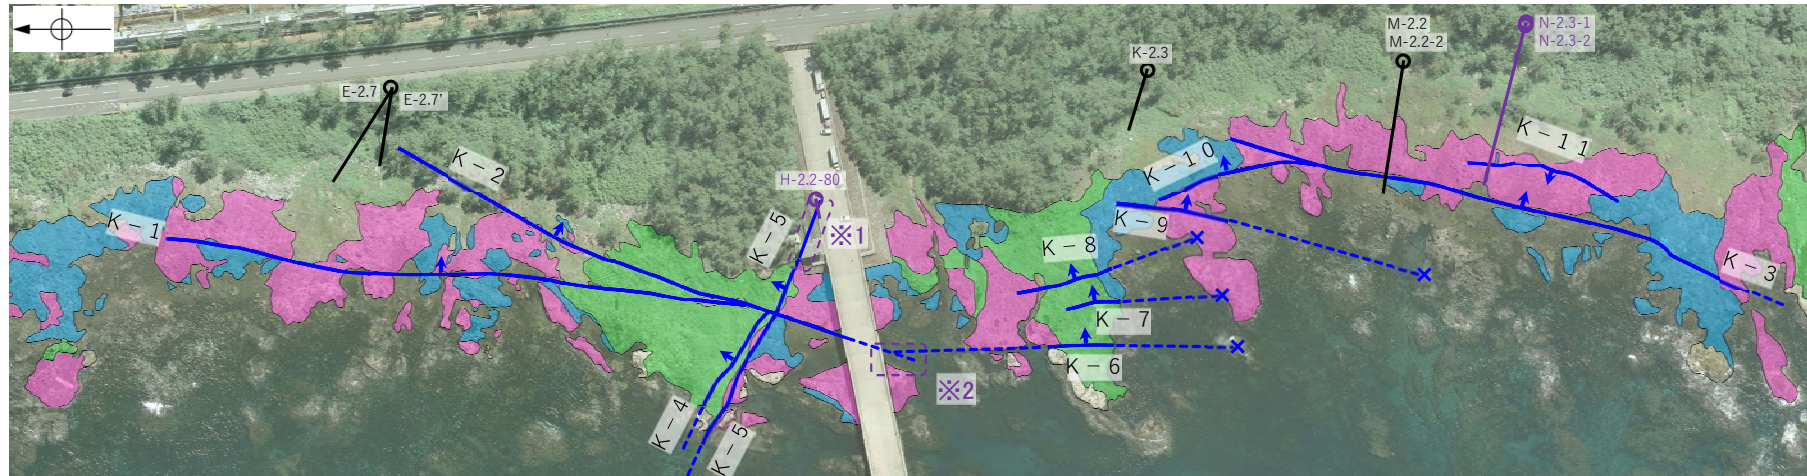 M-2.2
M-2.2-2
N-2.3-1
N-2.3-2
K-2.3
E-2.7
E-2.7’
K－11
K－2
K－10
H-2.2-80
K－1
K－5
※1
K－9
K－8
K－3
K－7
K－6
※2
K－4
K－5